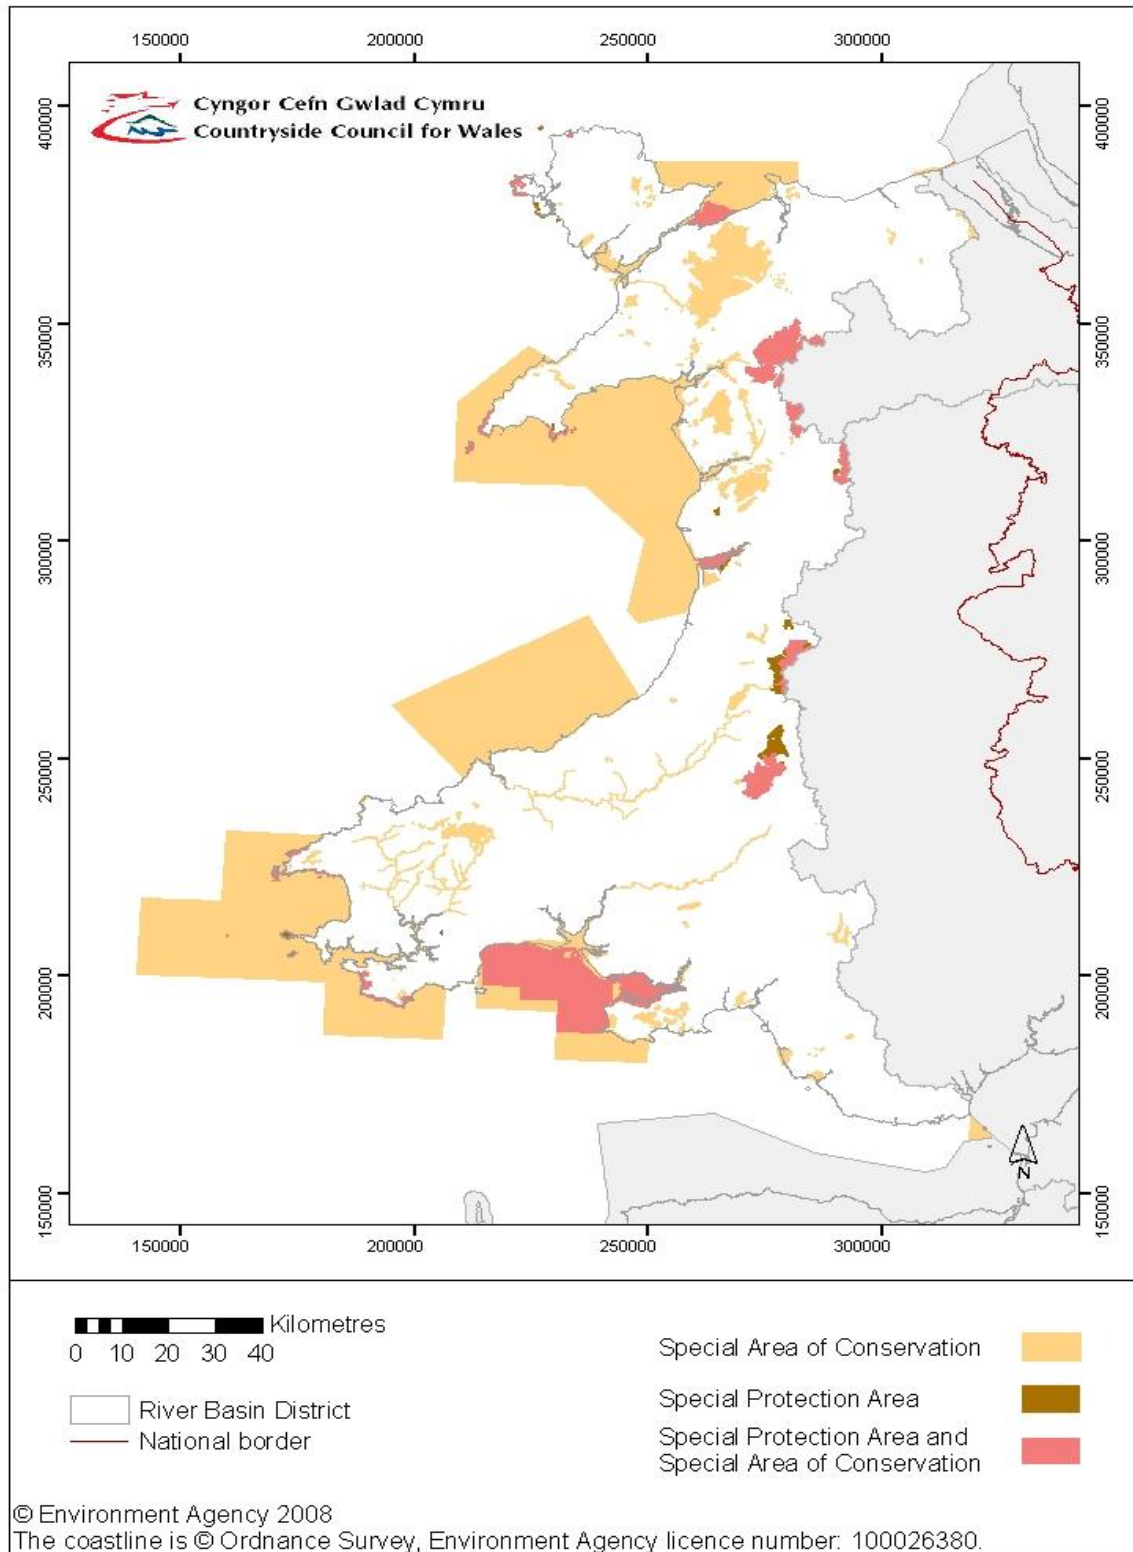 150000 200000 250000 300000
Cyngor Cefn Gwlad Cymru
Countryside Council for Wales
400000 400000
350000 350000
300000 300000
250000 250000
200000 200000
150000 150000
N
150000 200000 250000 300000
Kilometres
0 10 20 30 40
River Basin District
National border
Special Area of Conservation
Special Protection Area
Special Protection Area and
Special Area of Conservation
© Environment Agency 2008
The coastline is © Ordnance Survey, Environment Agency licence number: 100026380.